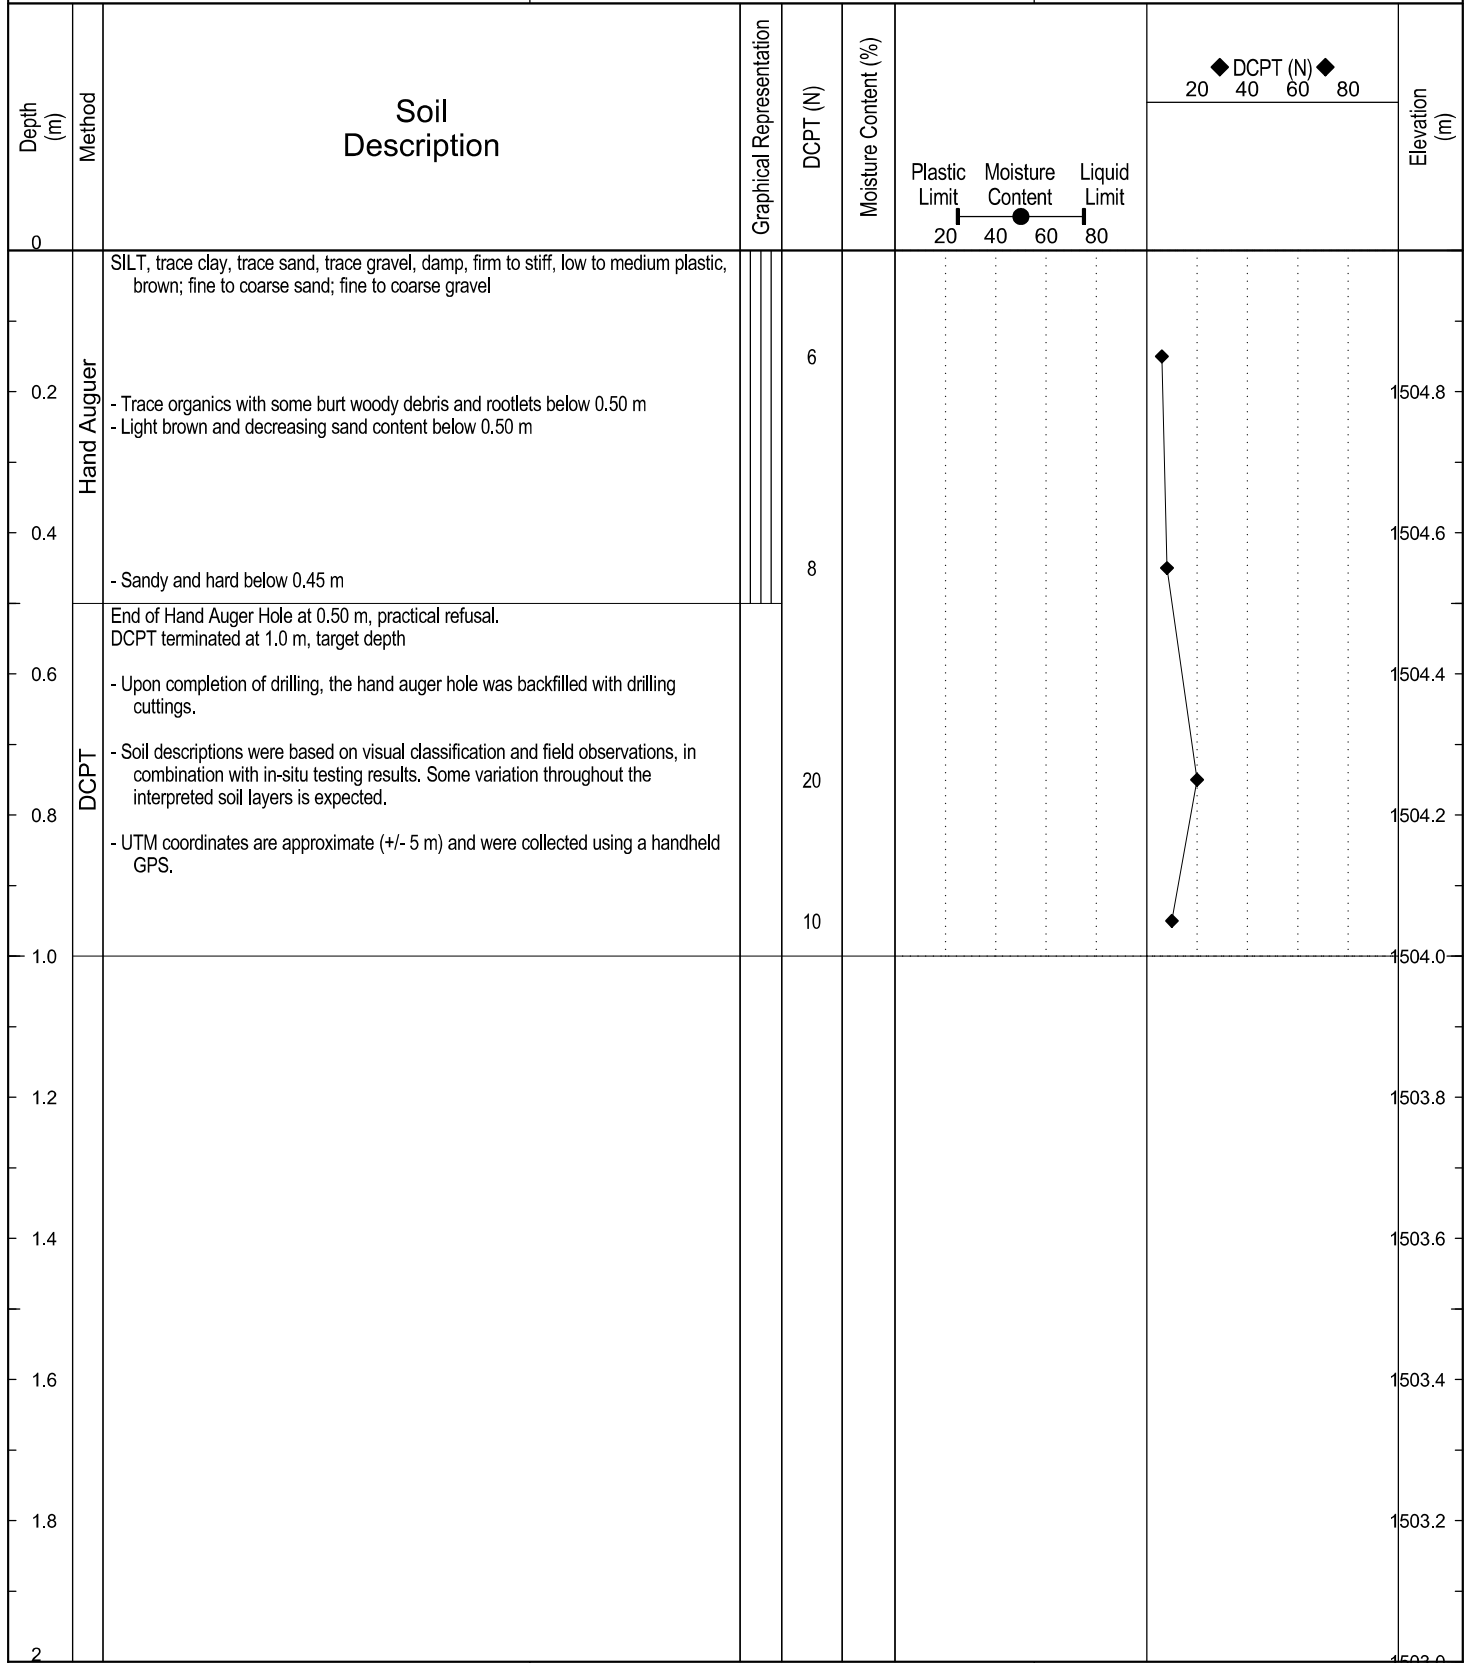 Depth
(m)
Method
Soil
Description
Graphical Representation
DCPT (N)
Moisture Content (%)
Plastic Moisture Liquid
Limit Content Limit
20 40 60 80
DCPT (N)
20 40 60 80
Elevation
(m)
0
SILT, trace clay, trace sand, trace gravel, damp, firm to stiff, low to medium plastic,
brown; fine to coarse sand; fine to coarse gravel
6
Hand Auguer
0.2
- Trace organics with some burt woody debris and rootlets below 0.50 m
1504.8
- Light brown and decreasing sand content below 0.50 m
0.4
1504.6
8
- Sandy and hard below 0.45 m
End of Hand Auger Hole at 0.50 m, practical refusal.
DCPT terminated at 1.0 m, target depth
0.6
1504.4
- Upon completion of drilling, the hand auger hole was backfilled with drilling
cuttings.
DCPT
- Soil descriptions were based on visual classification and field observations, in
combination with in-situ testing results. Some variation throughout the
interpreted soil layers is expected.
20
0.8
1504.2
- UTM coordinates are approximate (+/- 5 m) and were collected using a handheld
GPS.
10
1.0
1504.0
1.2
1503.8
1.4
1503.6
1.6
1503.4
1.8
1503.2
2
1503.0